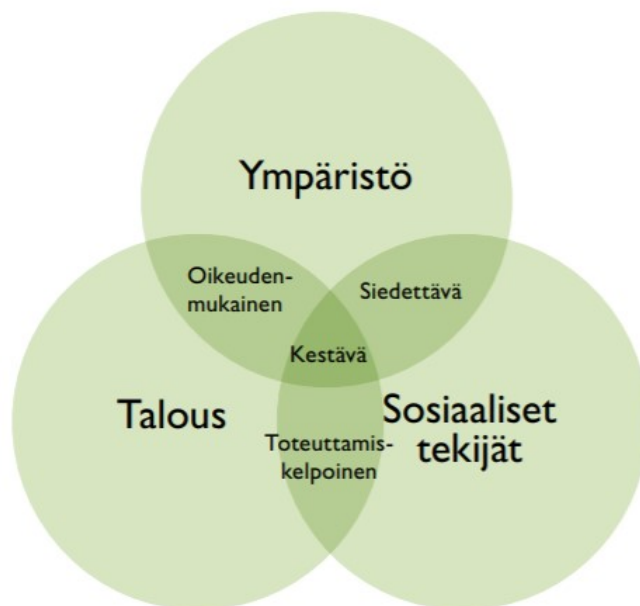 Ympäristö
Oikeuden-
mukainen
Siedettävä
Kestävä
Talous
Sosiaaliset
tekijät
Toteuttamis-
kelpoinen